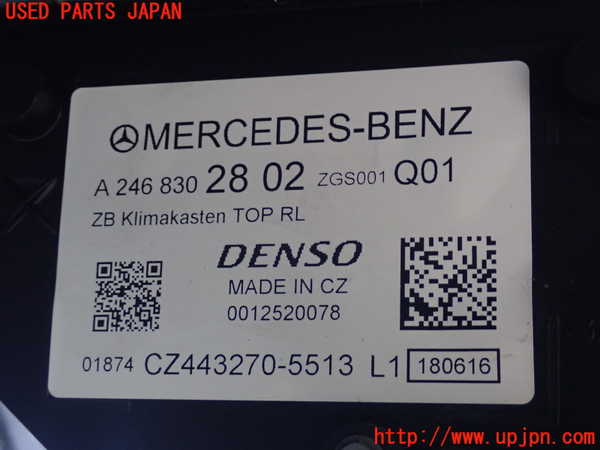 USED PARTS JAPAN
MERCEDES-BENZ
A 246 830 28 02 ZGS001 Q01
ZB Klimakasten TOP RL
DENSO
MADE IN CZ
0012520078
01874 CZ443270-5513 L1 180616
http://www.upjpn.com/